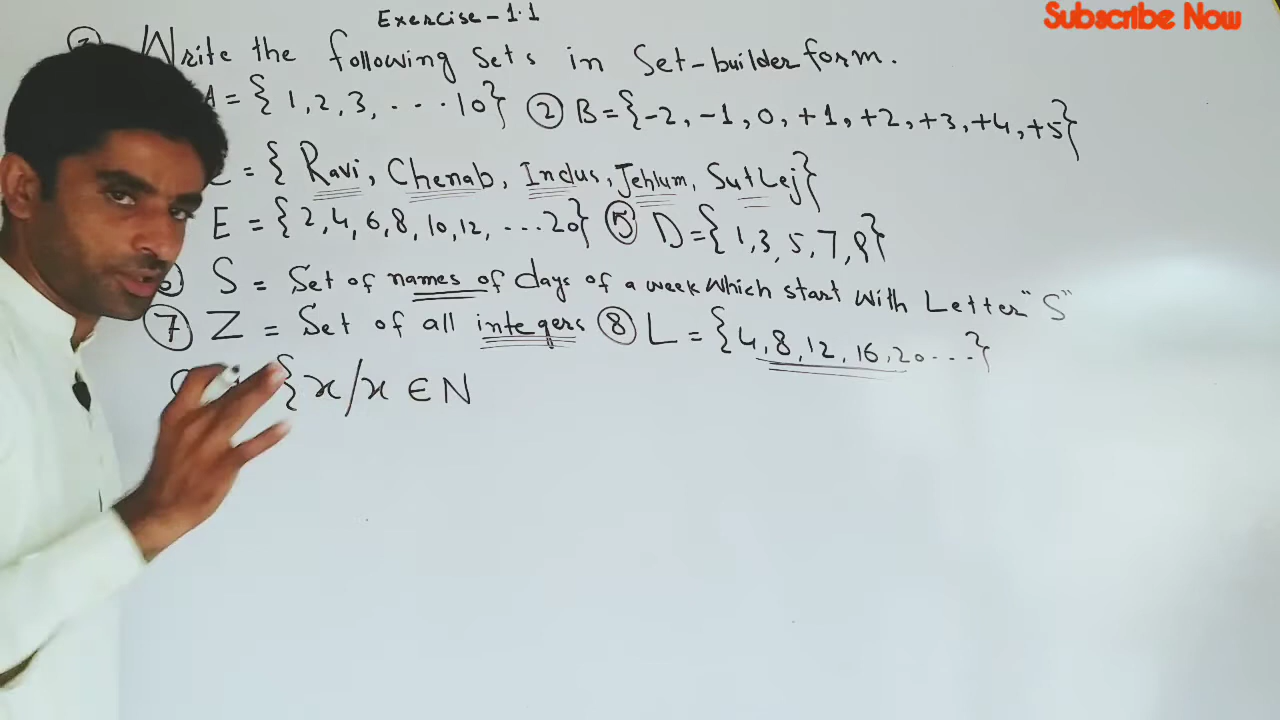 Exercise-1.1
Subscribe Now
Write the following Sets in Set-builder form.
A = { 1, 2, 3, . . . 10} ② B={-2, -1, 0, +1, +2, +3, +4, +5}
= { Ravi, Chenab, Indus, Jehlum, Sutlej}
E = {2, 4, 6, 8, 10, 12, ...20} ⑤ D={1, 3, 5, 7, 9}
S = Set of names of days of a week which start with Letter "S"
⑦ Z = Set of all integers ⑧ L = {4, 8, 12, 16, 20...}
{x/x ∈ N